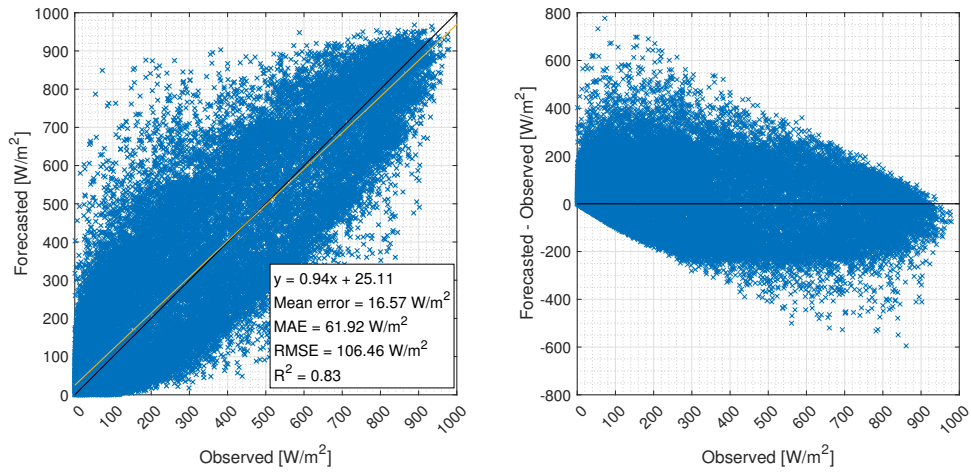 1000
900
800
700
600
500
400
300
200
100
0
Forecasted [W/m²]
0 100 200 300 400 500 600 700 800 900 1000
Observed [W/m²]
y = 0.94x + 25.11
Mean error = 16.57 W/m²
MAE = 61.92 W/m²
RMSE = 106.46 W/m²
R² = 0.83
800
600
400
200
0
-200
-400
-600
-800
Forecasted - Observed [W/m²]
0 100 200 300 400 500 600 700 800 900 1000
Observed [W/m²]